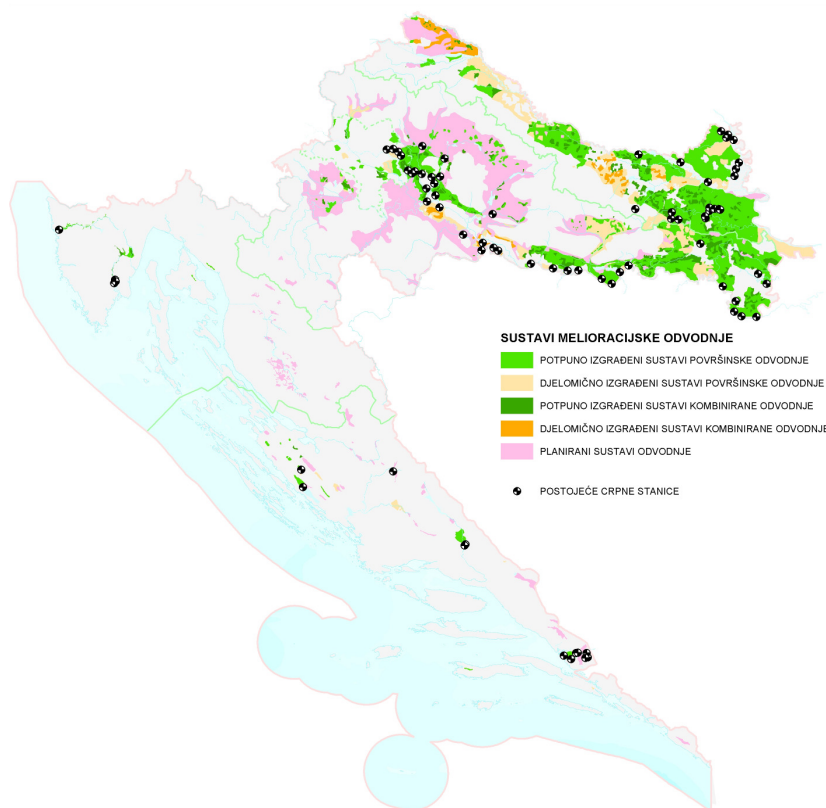 SUSTAVI MELIORACIJSKE ODVODNJE
POTPUNO IZGRAĐENI SUSTAVI POVRŠINSKE ODVODNJE
DJELOMIČNO IZGRAĐENI SUSTAVI POVRŠINSKE ODVODNJE
POTPUNO IZGRAĐENI SUSTAVI KOMBINIRANE ODVODNJE
DJELOMIČNO IZGRAĐENI SUSTAVI KOMBINIRANE ODVODNJE
PLANIRANI SUSTAVI ODVODNJE
POSTOJEĆE CRPNE STANICE